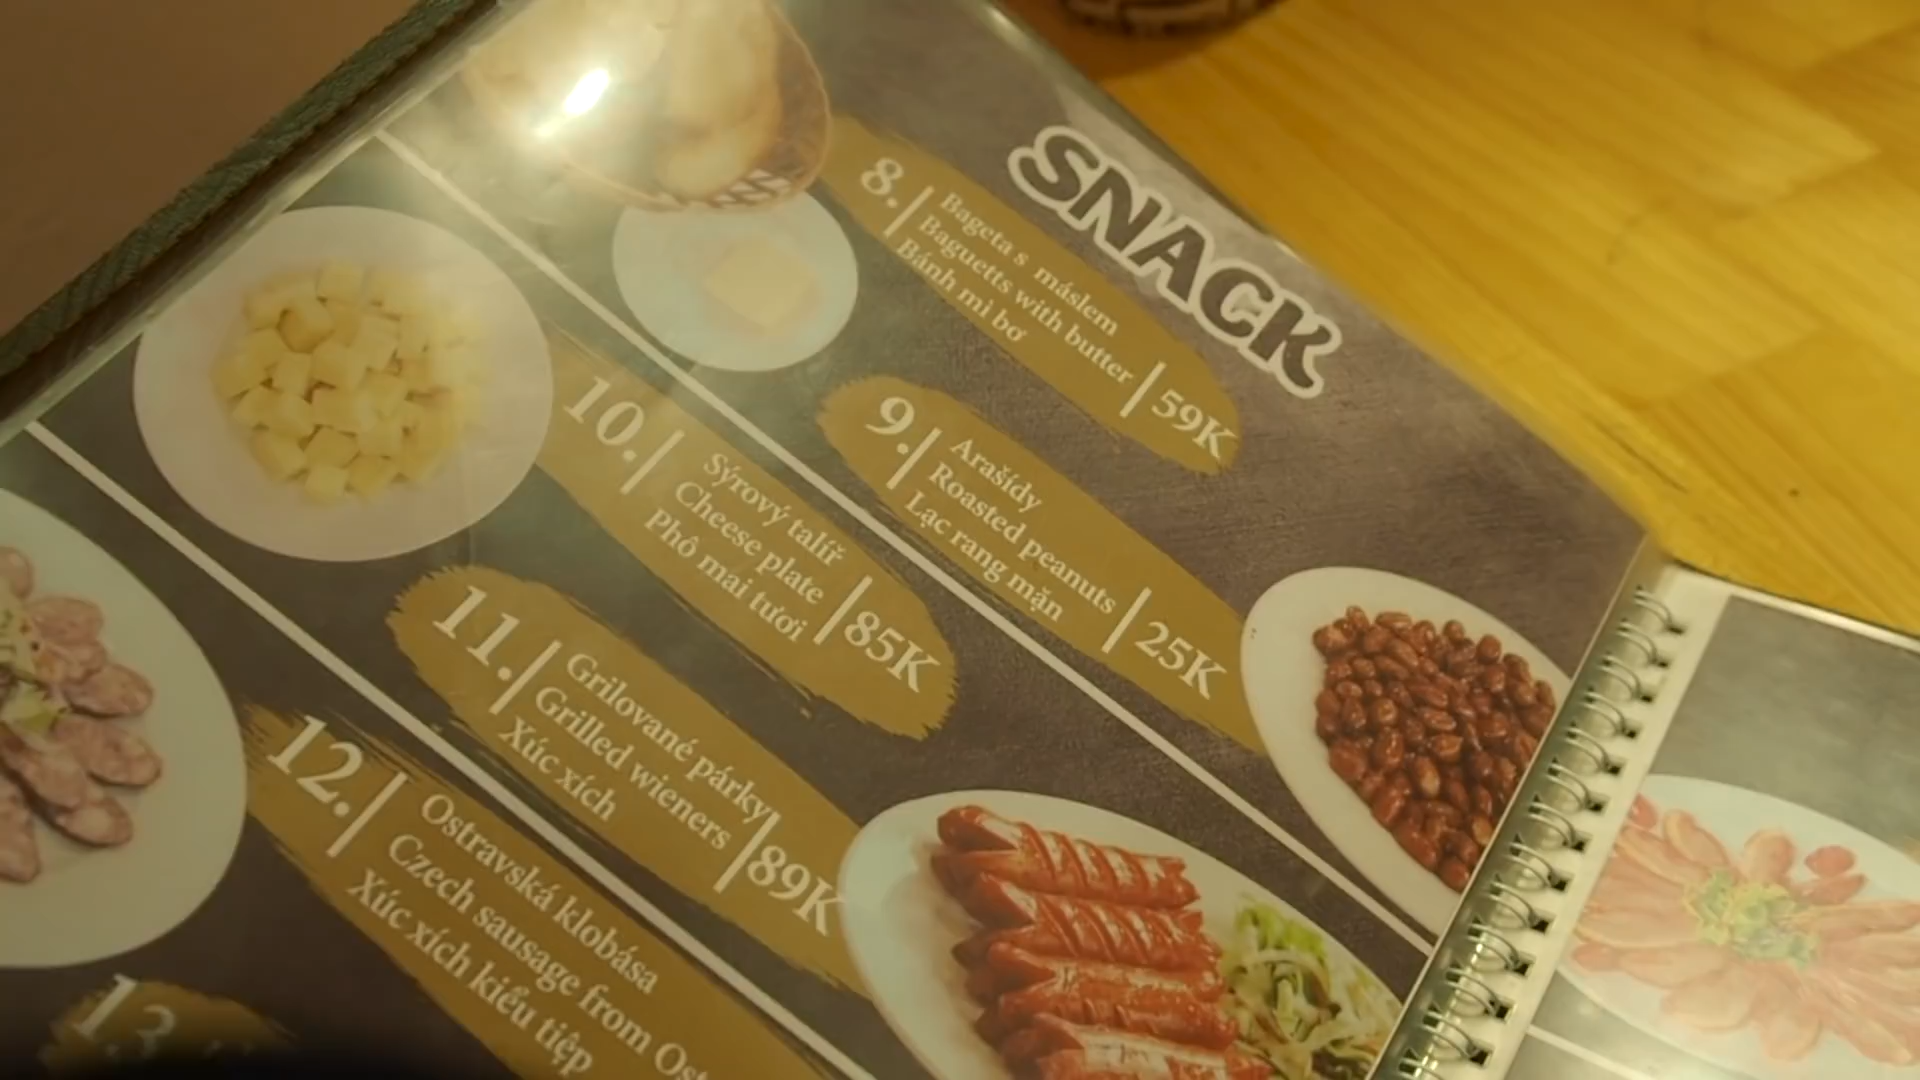 SNACK
8.
Bageta s máslem
Baguetts with butter
Bánh mì bơ
59K
9.
Arašídy
Roasted peanuts
Lạc rang mặn
25K
10.
Sýrový talíř
Cheese plate
Phô mai tươi
85K
11.
Grilované párky
Grilled wieners
Xúc xích
89K
12.
Ostravská klobása
Czech sausage from
Xúc xích kiểu tiệp
13.